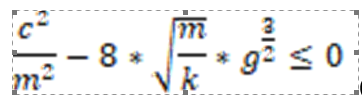 c²/m² − 8 * √(m/k) * g^(3/2) ≤ 0